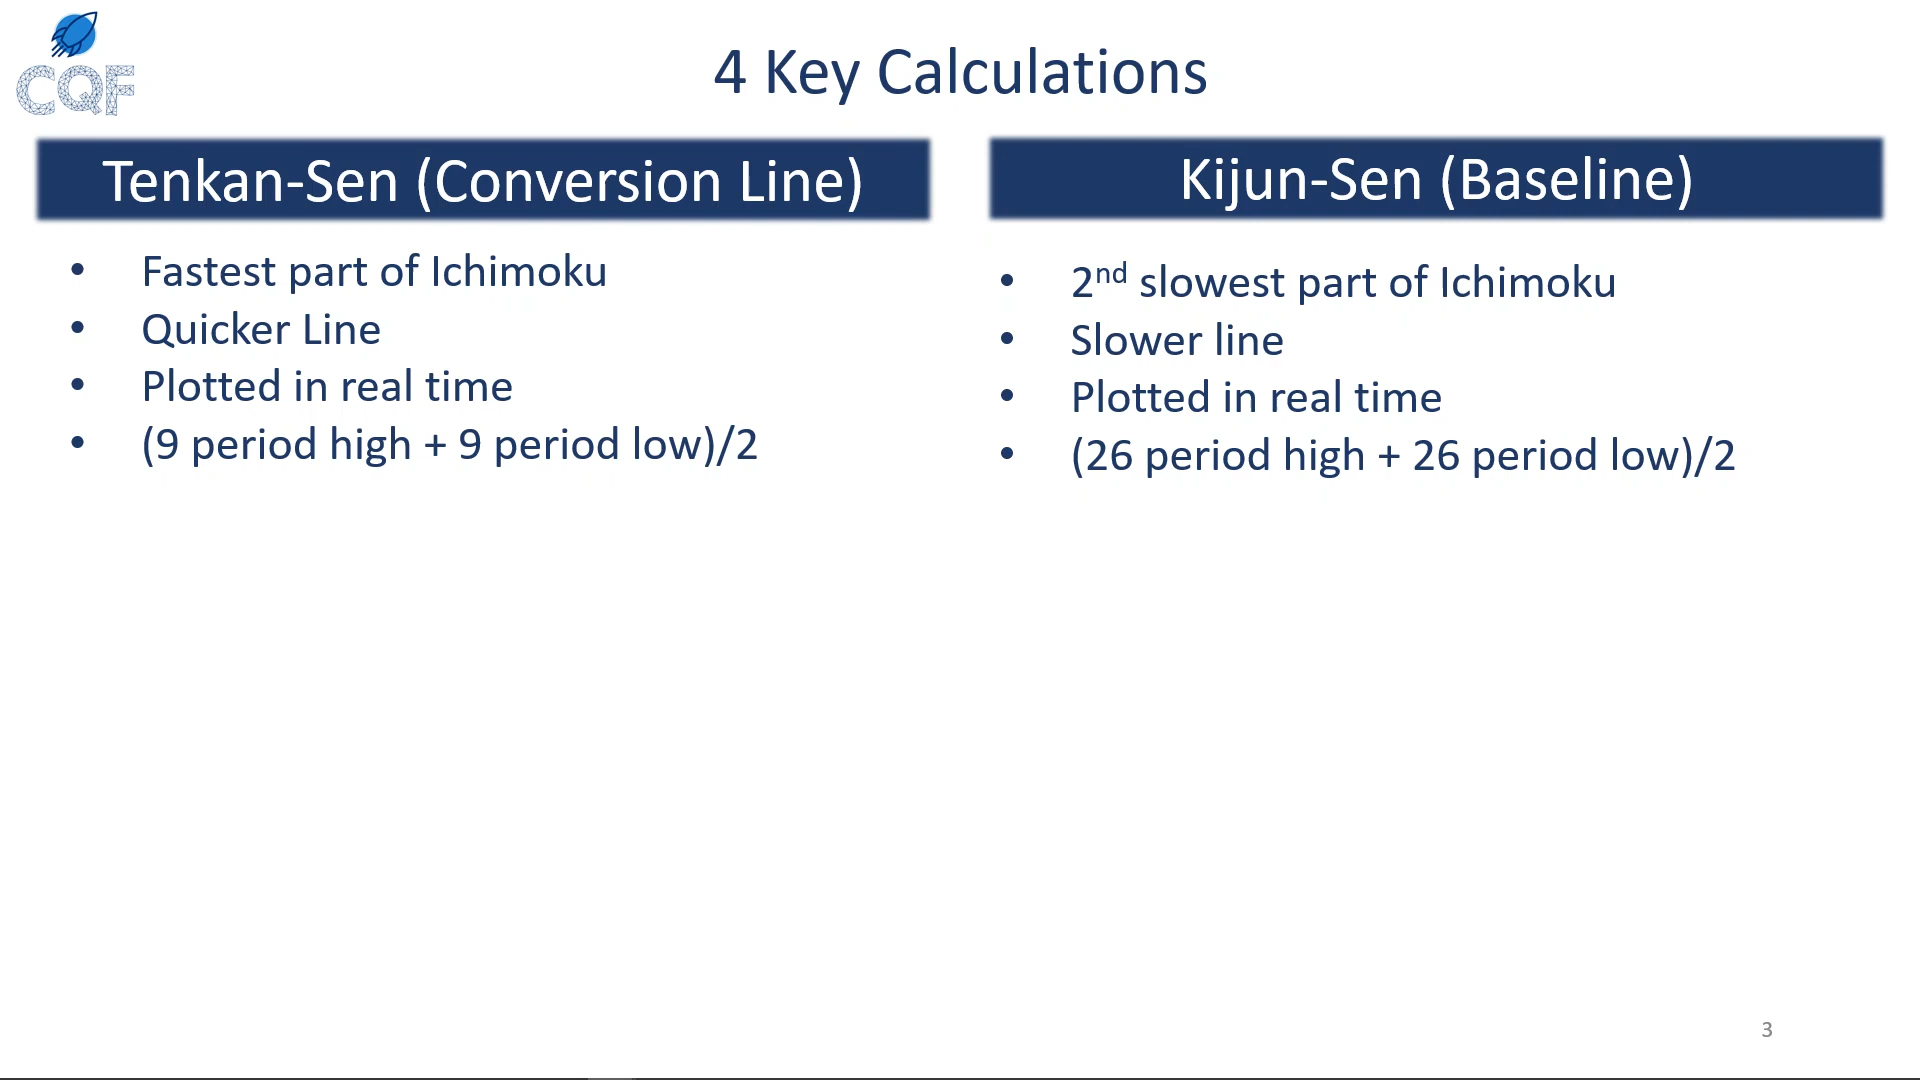 CQF
4 Key Calculations
Tenkan-Sen (Conversion Line)
• Fastest part of Ichimoku
• Quicker Line
• Plotted in real time
• (9 period high + 9 period low)/2
Kijun-Sen (Baseline)
• 2nd slowest part of Ichimoku
• Slower line
• Plotted in real time
• (26 period high + 26 period low)/2
3